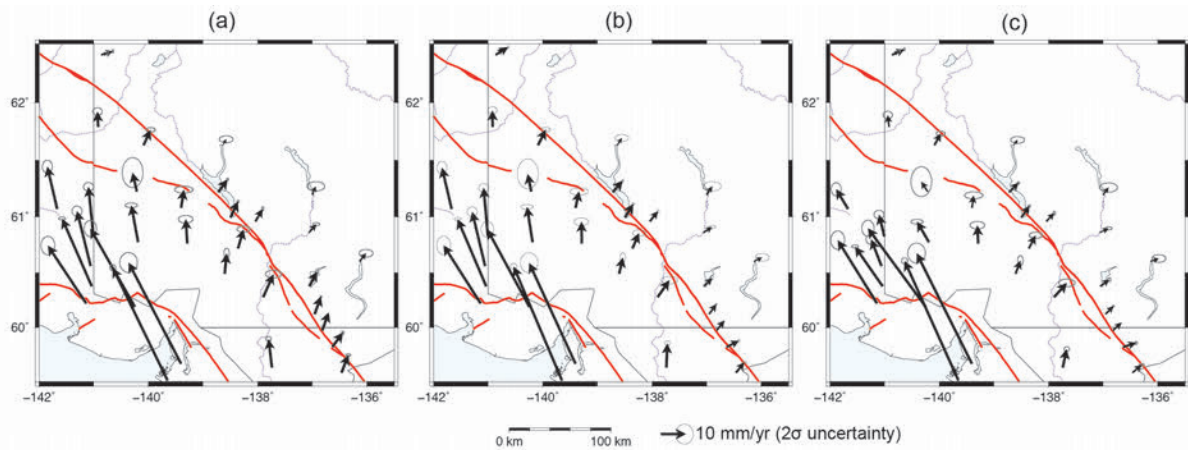 (a) (b) (c)
62˚ 62˚ 62˚
61˚ 61˚ 61˚
60˚ 60˚ 60˚
−142 −140 −138 −136 −142 −140 −138 −136 −142 −140 −138 −136
0 km 100 km
10 mm/yr (2σ uncertainty)